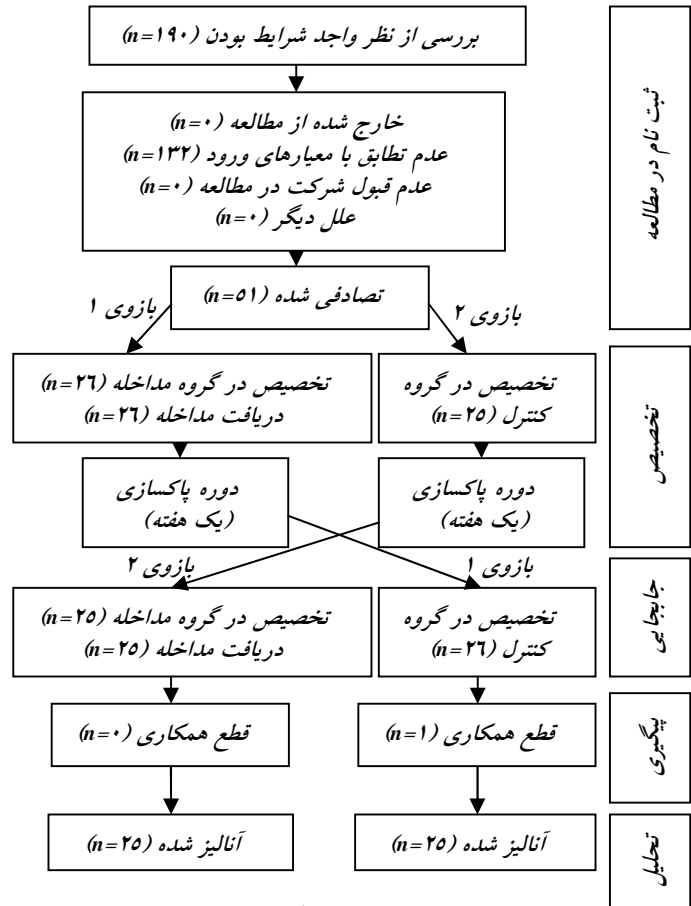 بررسی از نظر واجد شرایط بودن (n=۱۹۰)
خارج شده از مطالعه (n=۰)
عدم تطابق با معیارهای ورود (n=۱۳۲)
عدم قبول شرکت در مطالعه (n=۰)
علل دیگر (n=۰)
ثبت نام در مطالعه
تصادفی شده (n=۵۱)
بازوی ۲
بازوی ۱
تخصیص در گروه
کنترل (n=۲۵)
تخصیص در گروه مداخله (n=۲۶)
دریافت مداخله (n=۲۶)
تخصیص
دوره پاکسازی
(یک هفته)
دوره پاکسازی
(یک هفته)
بازوی ۱
بازوی ۲
تخصیص در گروه
کنترل (n=۲۶)
تخصیص در گروه مداخله (n=۲۵)
دریافت مداخله (n=۲۵)
جابجایی
قطع همکاری (n=۱)
قطع همکاری (n=۰)
پیگیری
آنالیز شده (n=۲۵)
آنالیز شده (n=۲۵)
تحلیل